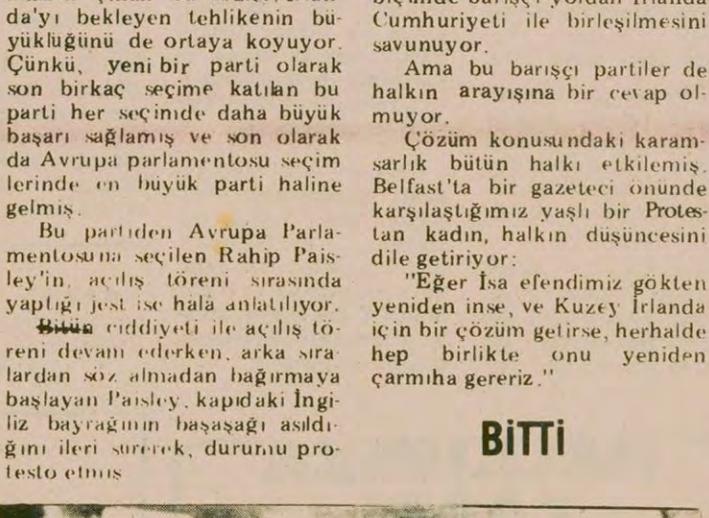 da'yı bekleyen tehlikenin bü-
yüklüğünü de ortaya koyuyor.
Çünkü, yeni bir parti olarak
son birkaç seçime katılan bu
parti her seçimde daha büyük
başarı sağlamış ve son olarak
da Avrupa parlamentosu seçim
lerinde en büyük parti haline
gelmiş.
Bu partiden Avrupa Parla-
mentosuna seçilen Rahip Pais-
ley'in, açılış töreni sırasında
yaptığı jest ise hala anlatılıyor.
Bütün ciddiyeti ile açılış tö-
reni devam ederken, arka sıra
lardan söz almadan bağırmaya
başlayan Paisley, kapıdaki İngi-
liz bayrağının başaşağı asıldı-
ğını ileri sürerek, durumu pro-
testo etmiş
biçimde barışçı yoldan İrlanda
Cumhuriyeti ile birleşilmesini
savunuyor.
Ama bu barışçı partiler de
halkın arayışına bir cevap ol-
muyor.
Çözüm konusundaki karam-
sarlık bütün halkı etkilemiş.
Belfast'ta bir gazeteci önünde
karşılaştığımız yaşlı bir Protes-
tan kadın, halkın düşüncesini
dile getiriyor:
"Eğer İsa efendimiz gökten
yeniden inse, ve Kuzey İrlanda
için bir çözüm getirse, herhalde
hep birlikte onu yeniden
çarmıha gereriz."
BİTTİ